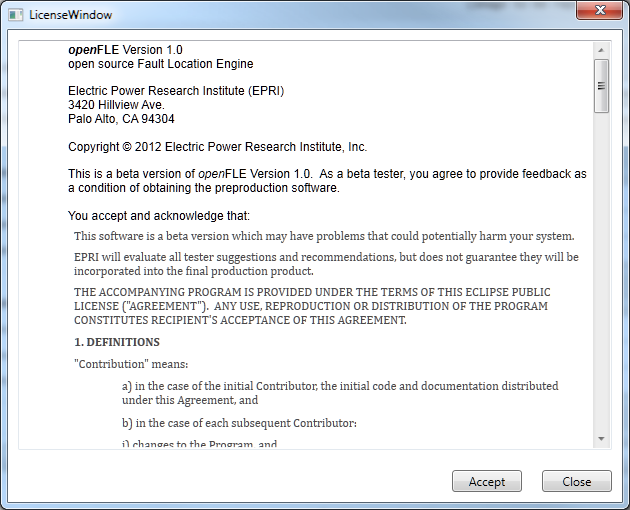 LicenseWindow
openFLE Version 1.0
open source Fault Location Engine
Electric Power Research Institute (EPRI)
3420 Hillview Ave.
Palo Alto, CA 94304
Copyright © 2012 Electric Power Research Institute, Inc.
This is a beta version of openFLE Version 1.0.  As a beta tester, you agree to provide feedback as
a condition of obtaining the preproduction software.
You accept and acknowledge that:
This software is a beta version which may have problems that could potentially harm your system.
EPRI will evaluate all tester suggestions and recommendations, but does not guarantee they will be
incorporated into the final production product.
THE ACCOMPANYING PROGRAM IS PROVIDED UNDER THE TERMS OF THIS ECLIPSE PUBLIC
LICENSE ("AGREEMENT").  ANY USE, REPRODUCTION OR DISTRIBUTION OF THE PROGRAM
CONSTITUTES RECIPIENT'S ACCEPTANCE OF THIS AGREEMENT.
1. DEFINITIONS
"Contribution" means:
a) in the case of the initial Contributor, the initial code and documentation distributed
under this Agreement, and
b) in the case of each subsequent Contributor:
i) changes to the Program, and
Accept
Close